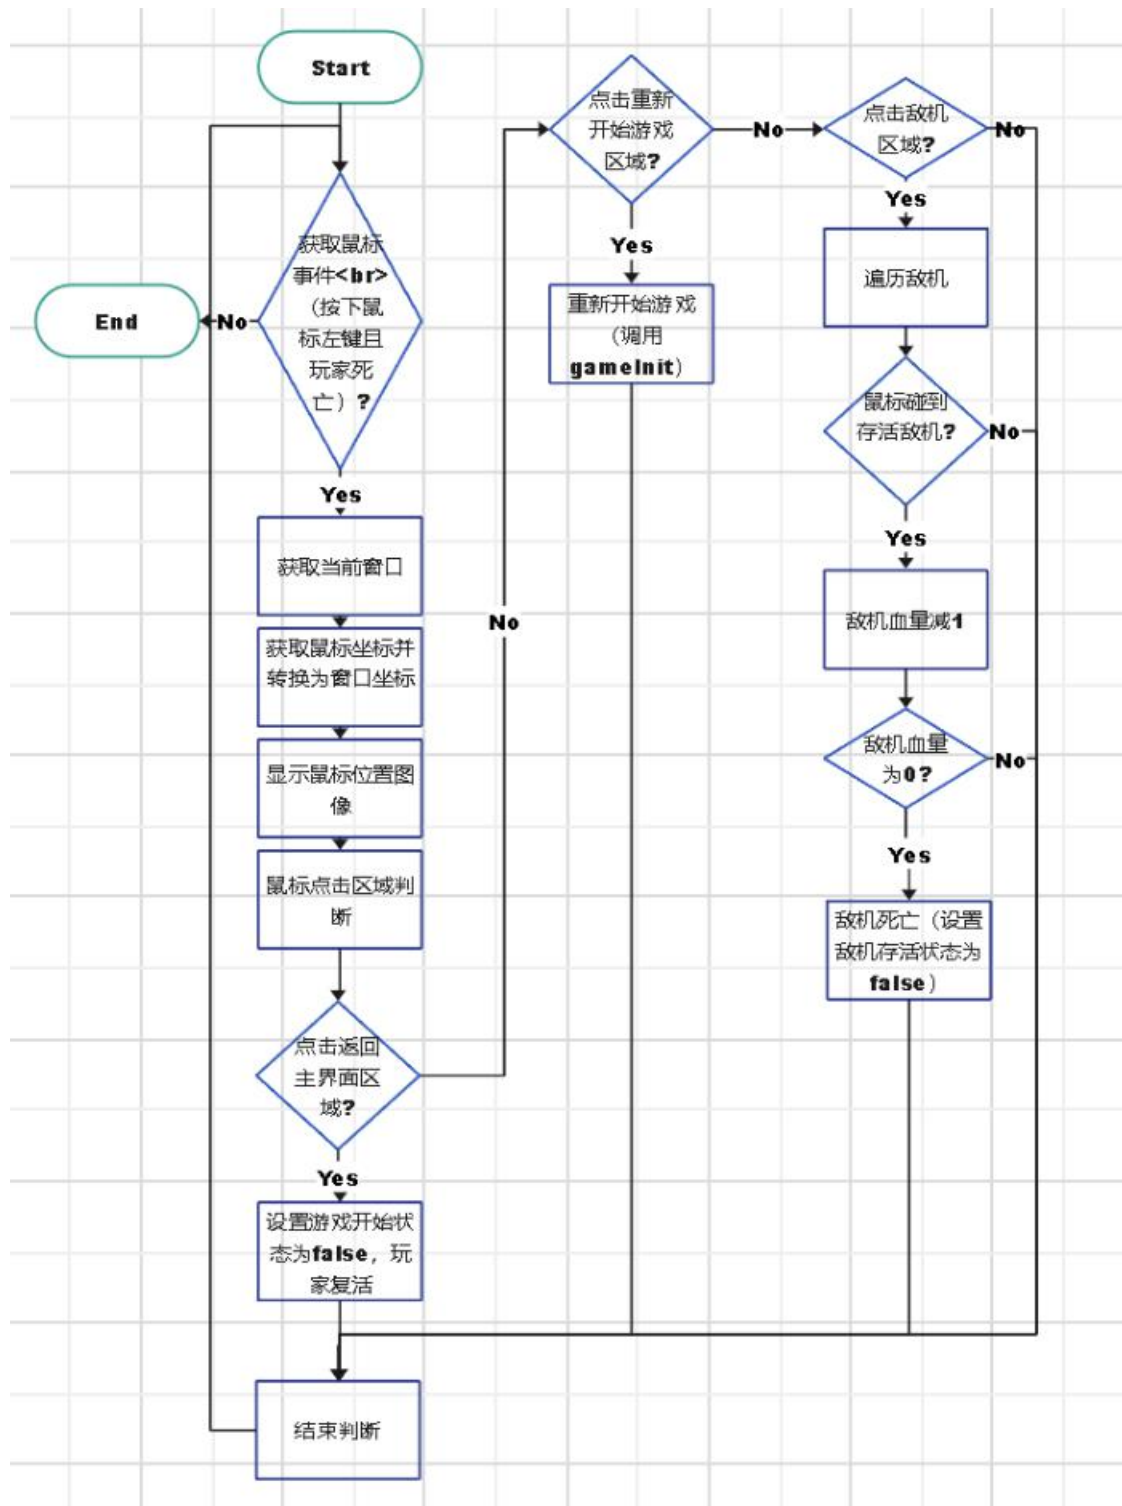 Start
获取鼠标
事件<br>
（按下鼠
标左键且
玩家死
亡）?
No
End
Yes
获取当前窗口
获取鼠标坐标并
转换为窗口坐标
显示鼠标位置图
像
鼠标点击区域判
断
点击返回
主界面区
域?
Yes
设置游戏开始状
态为false，玩
家复活
结束判断
No
点击重新
开始游戏
区域?
No
Yes
重新开始游戏
（调用
gameInit）
点击敌机
区域?
No
Yes
遍历敌机
鼠标碰到
存活敌机?
No
Yes
敌机血量减1
敌机血量
为0?
No
Yes
敌机死亡（设置
敌机存活状态为
false）